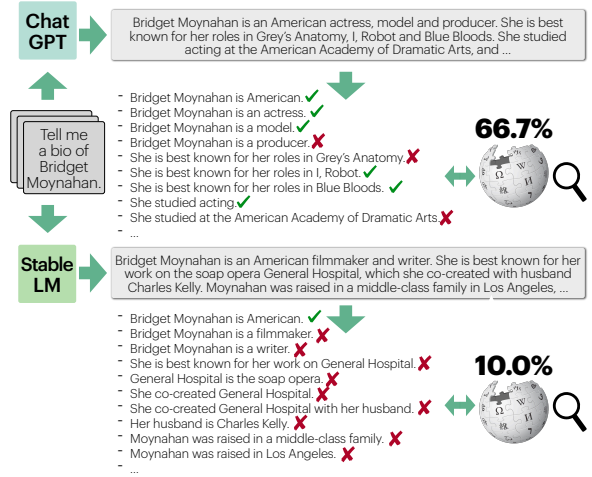 Chat
GPT
Bridget Moynahan is an American actress, model and producer. She is best
known for her roles in Grey's Anatomy, I, Robot and Blue Bloods. She studied
acting at the American Academy of Dramatic Arts, and ...
Tell me
a bio of
Bridget
Moynahan.
- Bridget Moynahan is American. ✓
- Bridget Moynahan is an actress. ✓
- Bridget Moynahan is a model. ✓
- Bridget Moynahan is a producer. ✗
- She is best known for her roles in Grey's Anatomy. ✗
- She is best known for her roles in I, Robot. ✓
- She is best known for her roles in Blue Bloods. ✓
- She studied acting. ✓
- She studied at the American Academy of Dramatic Arts. ✗
- ...
66.7%
Stable
LM
Bridget Moynahan is an American filmmaker and writer. She is best known for her
work on the soap opera General Hospital, which she co-created with husband
Charles Kelly. Moynahan was raised in a middle-class family in Los Angeles, ...
- Bridget Moynahan is American. ✓
- Bridget Moynahan is a filmmaker. ✗
- Bridget Moynahan is a writer. ✗
- She is best known for her work on General Hospital. ✗
- General Hospital is the soap opera. ✗
- She co-created General Hospital. ✗
- She co-created General Hospital with her husband. ✗
- Her husband is Charles Kelly. ✗
- Moynahan was raised in a middle-class family. ✗
- Moynahan was raised in Los Angeles. ✗
- ...
10.0%